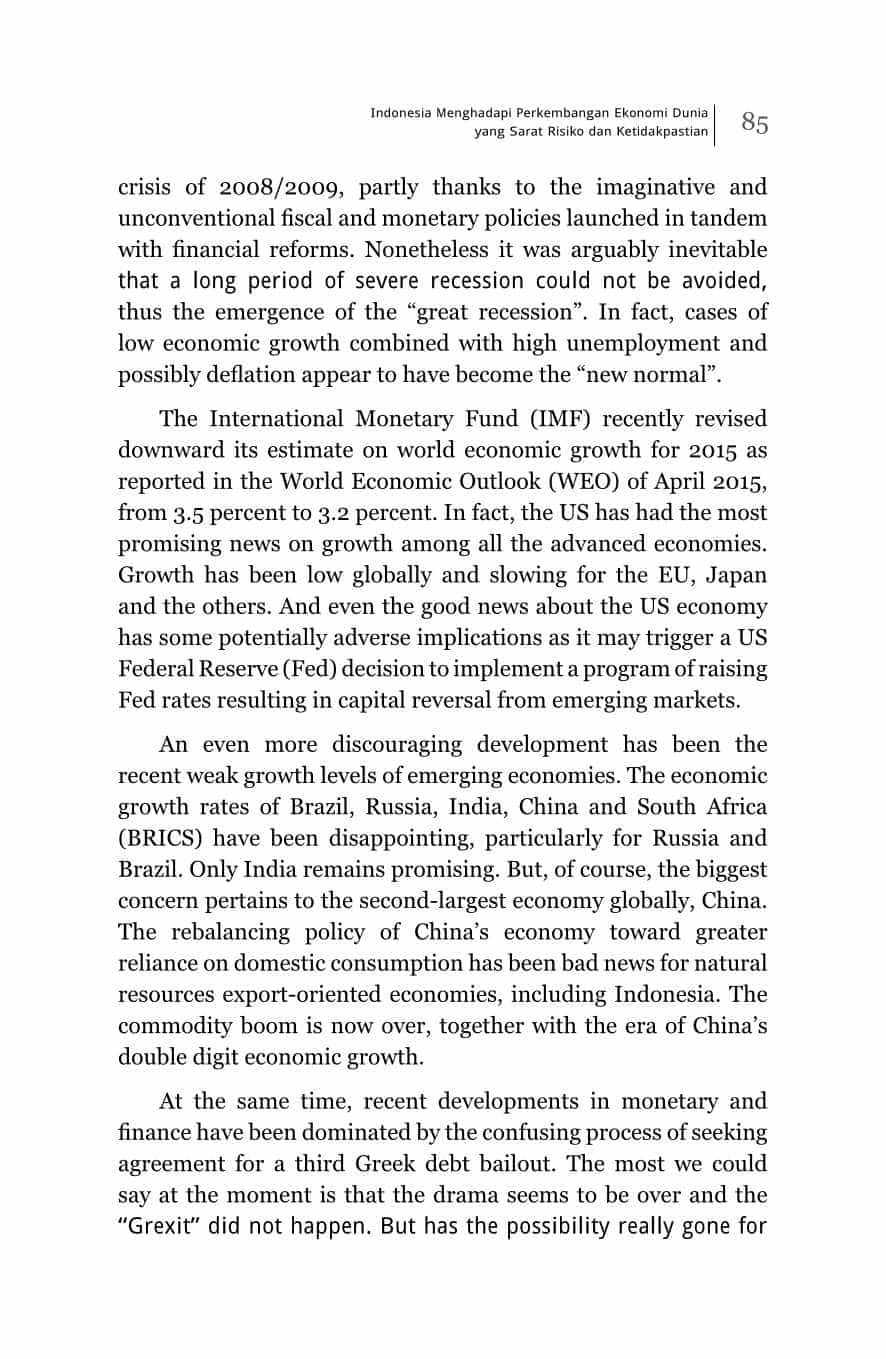 Indonesia Menghadapi Perkembangan Ekonomi Dunia
yang Sarat Risiko dan Ketidakpastian
85
crisis of 2008/2009, partly thanks to the imaginative and
unconventional fiscal and monetary policies launched in tandem
with financial reforms. Nonetheless it was arguably inevitable
that a long period of severe recession could not be avoided,
thus the emergence of the “great recession”. In fact, cases of
low economic growth combined with high unemployment and
possibly deflation appear to have become the “new normal”.
The International Monetary Fund (IMF) recently revised
downward its estimate on world economic growth for 2015 as
reported in the World Economic Outlook (WEO) of April 2015,
from 3.5 percent to 3.2 percent. In fact, the US has had the most
promising news on growth among all the advanced economies.
Growth has been low globally and slowing for the EU, Japan
and the others. And even the good news about the US economy
has some potentially adverse implications as it may trigger a US
Federal Reserve (Fed) decision to implement a program of raising
Fed rates resulting in capital reversal from emerging markets.
An even more discouraging development has been the
recent weak growth levels of emerging economies. The economic
growth rates of Brazil, Russia, India, China and South Africa
(BRICS) have been disappointing, particularly for Russia and
Brazil. Only India remains promising. But, of course, the biggest
concern pertains to the second-largest economy globally, China.
The rebalancing policy of China’s economy toward greater
reliance on domestic consumption has been bad news for natural
resources export-oriented economies, including Indonesia. The
commodity boom is now over, together with the era of China’s
double digit economic growth.
At the same time, recent developments in monetary and
finance have been dominated by the confusing process of seeking
agreement for a third Greek debt bailout. The most we could
say at the moment is that the drama seems to be over and the
“Grexit” did not happen. But has the possibility really gone for